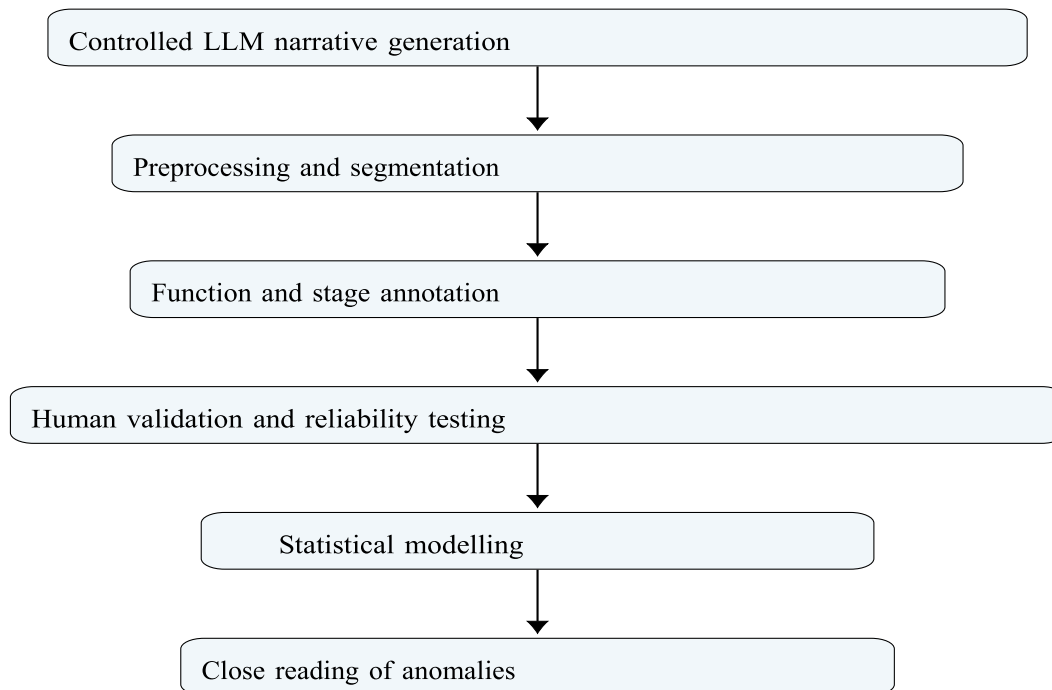 Controlled LLM narrative generation
Preprocessing and segmentation
Function and stage annotation
Human validation and reliability testing
Statistical modelling
Close reading of anomalies